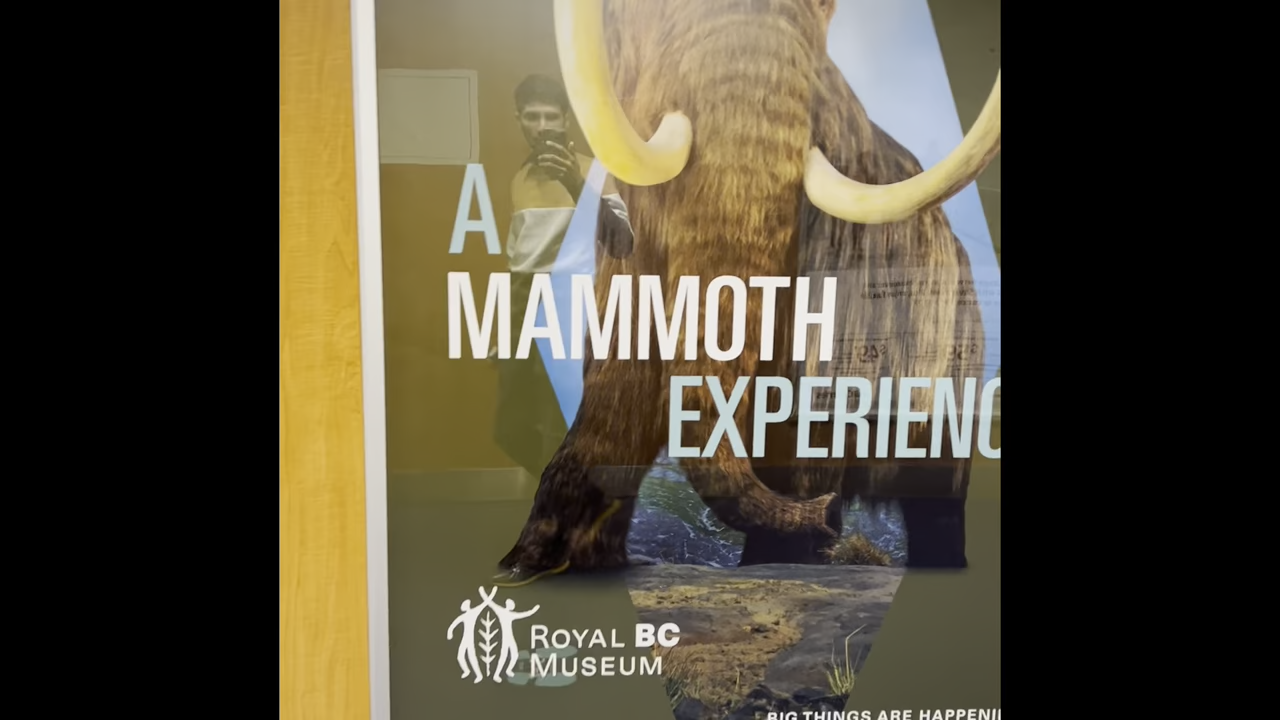 A
MAMMOTH
EXPERIENC
ROYAL BC
MUSEUM
BIG THINGS ARE HAPPENI